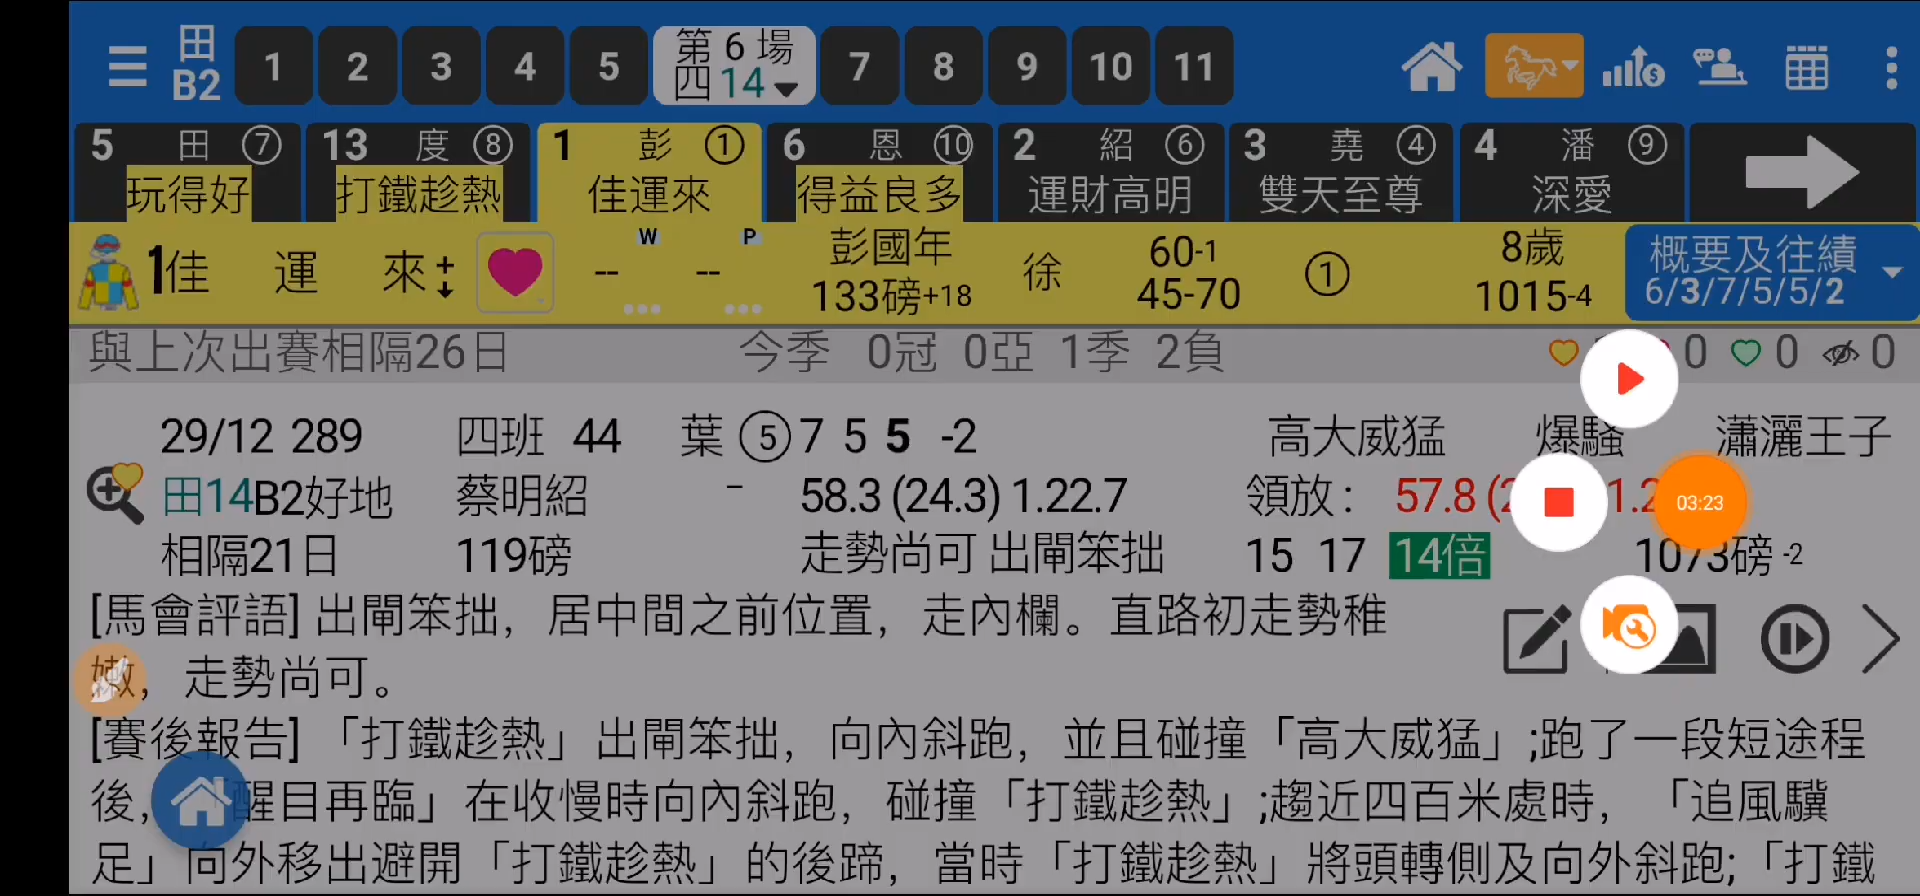 田 B2 1 2 3 4 5 第 6 場 四 14 7 8 9 10 11
5 田 ⑦ 13 度 ⑧ 1 彭 ① 6 恩 ⑩ 2 紹 ⑥ 3 堯 ④ 4 潘 ⑨
玩得好 打鐵趁熱 佳運來 得益良多 運財高明 雙天至尊 深愛
1 佳運來 W -- P -- 彭國年 133磅+18 徐 60-1 45-70 ① 8歲 1015-4 概要及往績 6/3/7/5/5/2
與上次出賽相隔26日 今季 0冠 0亞 1季 2負 0 0 0
29/12 289 四班 44 葉 ⑤ 7 5 5 -2 高大威猛 爆騷 瀟灑王子
田14B2好地 蔡明紹 - 58.3 (24.3) 1.22.7 領放: 57.8 (2 1.2
03:23
相隔21日 119磅 走勢尚可 出閘笨拙 15 17 14倍 1073磅 -2
[馬會評語] 出閘笨拙，居中間之前位置，走內欄。直路初走勢稚
嫩，走勢尚可。
[賽後報告]「打鐵趁熱」出閘笨拙，向內斜跑，並且碰撞「高大威猛」;跑了一段短途程
後，「醒目再臨」在收慢時向內斜跑，碰撞「打鐵趁熱」;趨近四百米處時，「追風驥
足」向外移出避開「打鐵趁熱」的後蹄，當時「打鐵趁熱」將頭轉側及向外斜跑;「打鐵